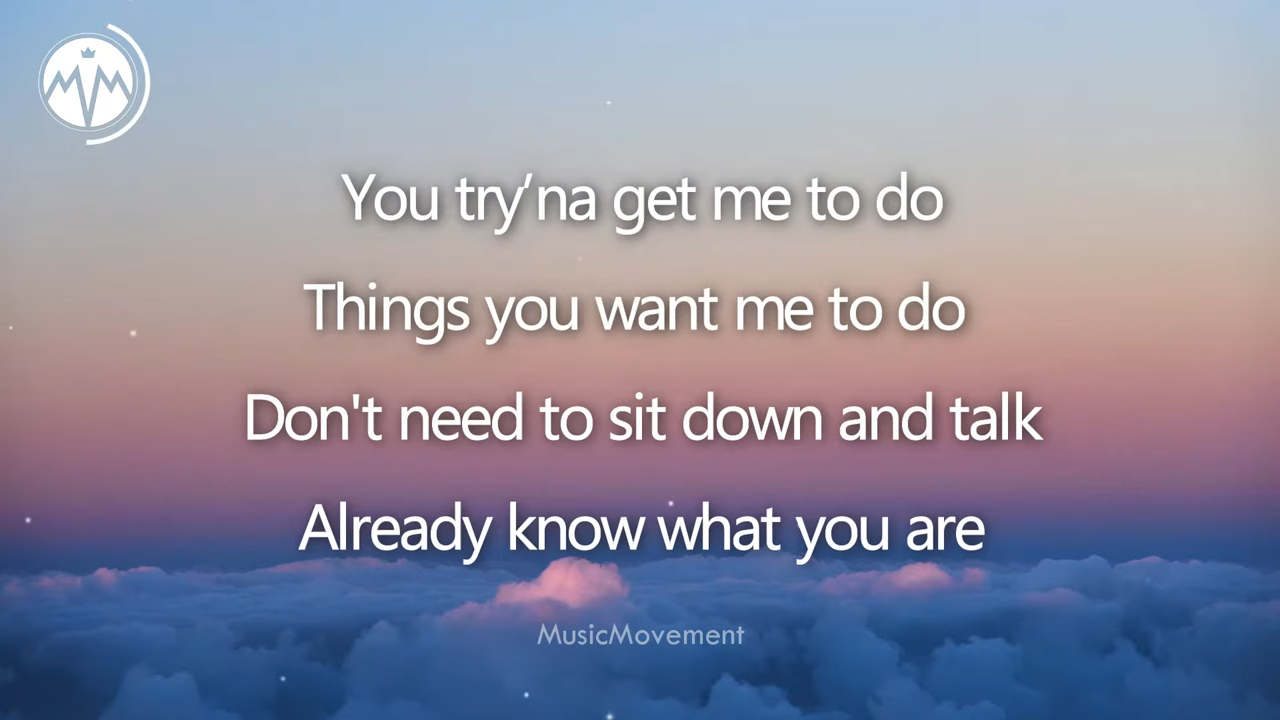 You try’na get me to do
Things you want me to do
Don't need to sit down and talk
Already know what you are
MusicMovement